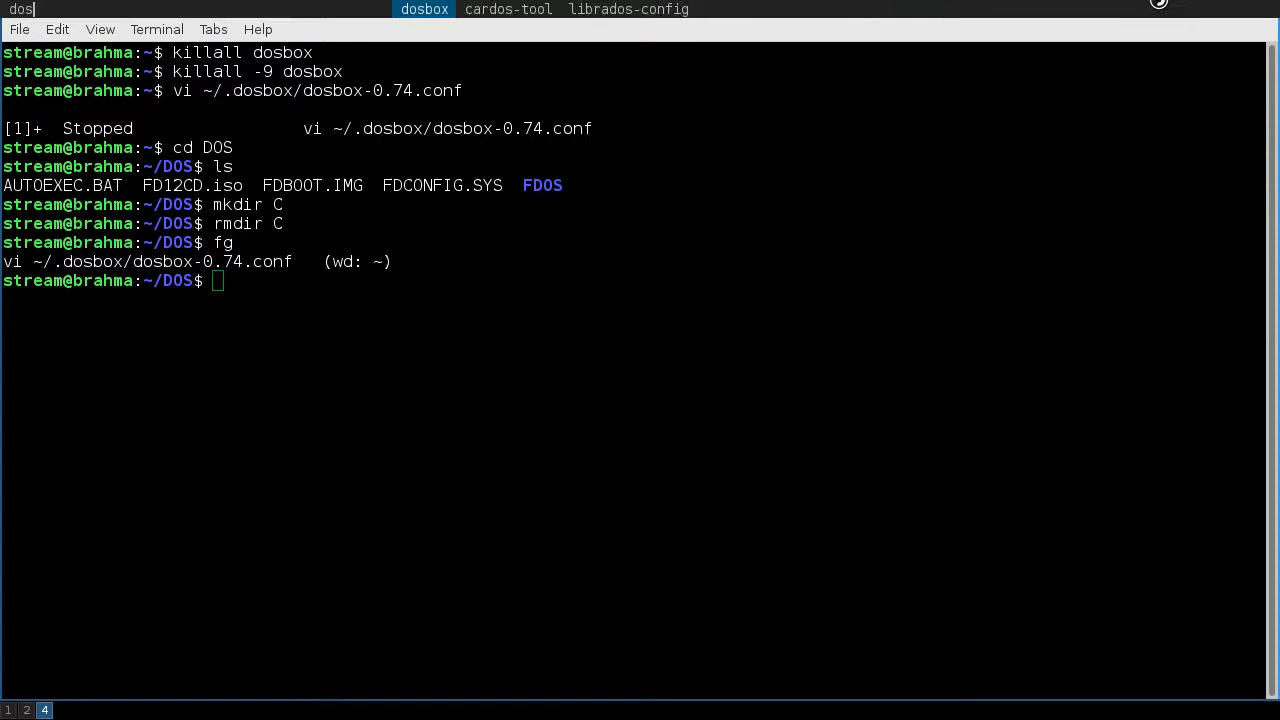 dos dosbox cardos-tool librados-config
File Edit View Terminal Tabs Help
stream@brahma:~$ killall dosbox
stream@brahma:~$ killall -9 dosbox
stream@brahma:~$ vi ~/.dosbox/dosbox-0.74.conf
[1]+  Stopped                 vi ~/.dosbox/dosbox-0.74.conf
stream@brahma:~$ cd DOS
stream@brahma:~/DOS$ ls
AUTOEXEC.BAT  FD12CD.iso  FDBOOT.IMG  FDCONFIG.SYS  FDOS
stream@brahma:~/DOS$ mkdir C
stream@brahma:~/DOS$ rmdir C
stream@brahma:~/DOS$ fg
vi ~/.dosbox/dosbox-0.74.conf   (wd: ~)
stream@brahma:~/DOS$
1 2 4